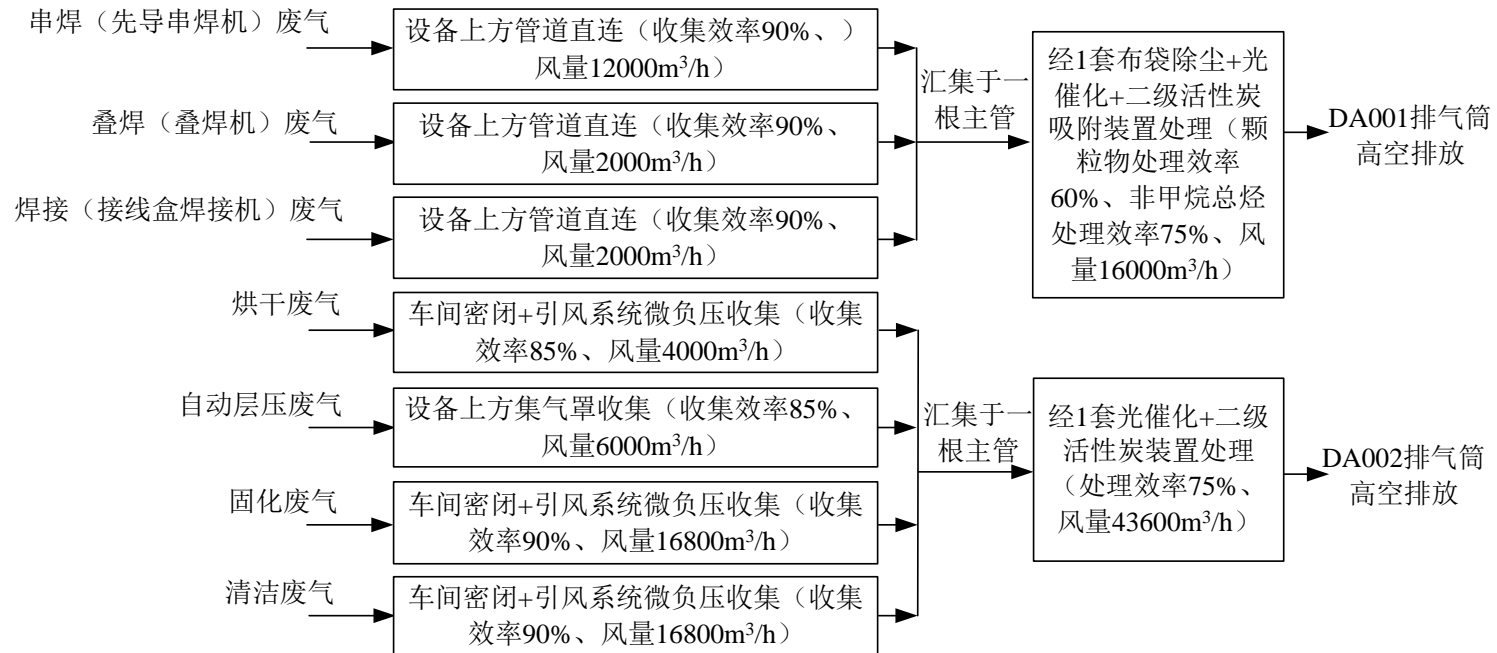 串焊（先导串焊机）废气
设备上方管道直连（收集效率90%、）
风量12000m³/h）
叠焊（叠焊机）废气
设备上方管道直连（收集效率90%、
风量2000m³/h）
焊接（接线盒焊接机）废气
设备上方管道直连（收集效率90%、
风量2000m³/h）
汇集于一
根主管
经1套布袋除尘+光
催化+二级活性炭
吸附装置处理（颗
粒物处理效率
60%、非甲烷总烃
处理效率75%、风
量16000m³/h）
DA001排气筒
高空排放
烘干废气
车间密闭+引风系统微负压收集（收集
效率85%、风量4000m³/h）
自动层压废气
设备上方集气罩收集（收集效率85%、
风量6000m³/h）
固化废气
车间密闭+引风系统微负压收集（收集
效率90%、风量16800m³/h）
清洁废气
车间密闭+引风系统微负压收集（收集
效率90%、风量16800m³/h）
汇集于一
根主管
经1套光催化+二级
活性炭装置处理
（处理效率75%、
风量43600m³/h）
DA002排气筒
高空排放